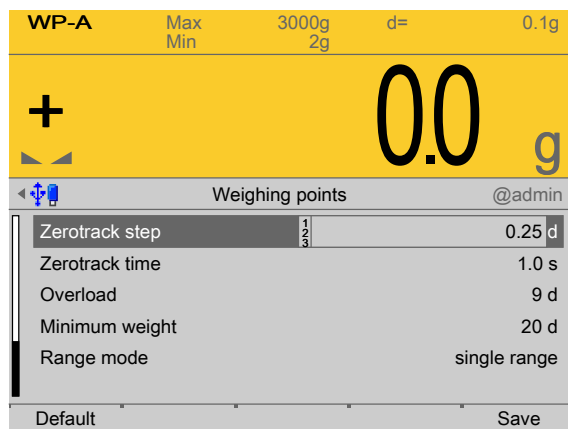 WP-A Max 3000g d= 0.1g
Min 2g
+ 0.0 g
Weighing points @admin
Zerotrack step 1 2 3 0.25 d
Zerotrack time 1.0 s
Overload 9 d
Minimum weight 20 d
Range mode single range
Default Save